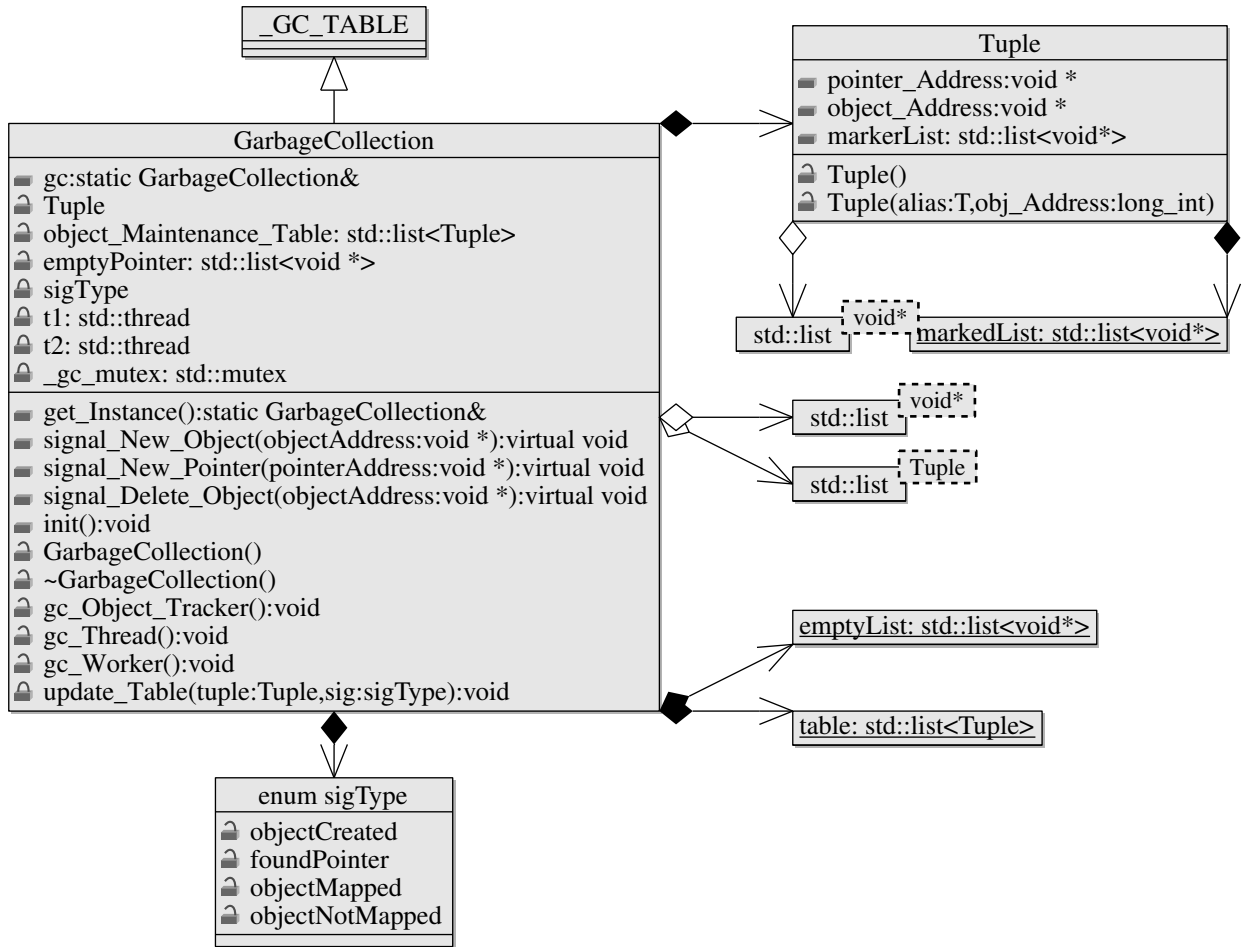 _GC_TABLE
GarbageCollection
gc:static GarbageCollection&
Tuple
object_Maintenance_Table: std::list<Tuple>
emptyPointer: std::list<void *>
sigType
t1: std::thread
t2: std::thread
_gc_mutex: std::mutex
get_Instance():static GarbageCollection&
signal_New_Object(objectAddress:void *):virtual void
signal_New_Pointer(pointerAddress:void *):virtual void
signal_Delete_Object(objectAddress:void *):virtual void
init():void
GarbageCollection()
~GarbageCollection()
gc_Object_Tracker():void
gc_Thread():void
gc_Worker():void
update_Table(tuple:Tuple,sig:sigType):void
Tuple
pointer_Address:void *
object_Address:void *
markerList: std::list<void*>
Tuple()
Tuple(alias:T,obj_Address:long_int)
void*
std::list
markedList: std::list<void*>
void*
std::list
Tuple
std::list
emptyList: std::list<void*>
table: std::list<Tuple>
enum sigType
objectCreated
foundPointer
objectMapped
objectNotMapped